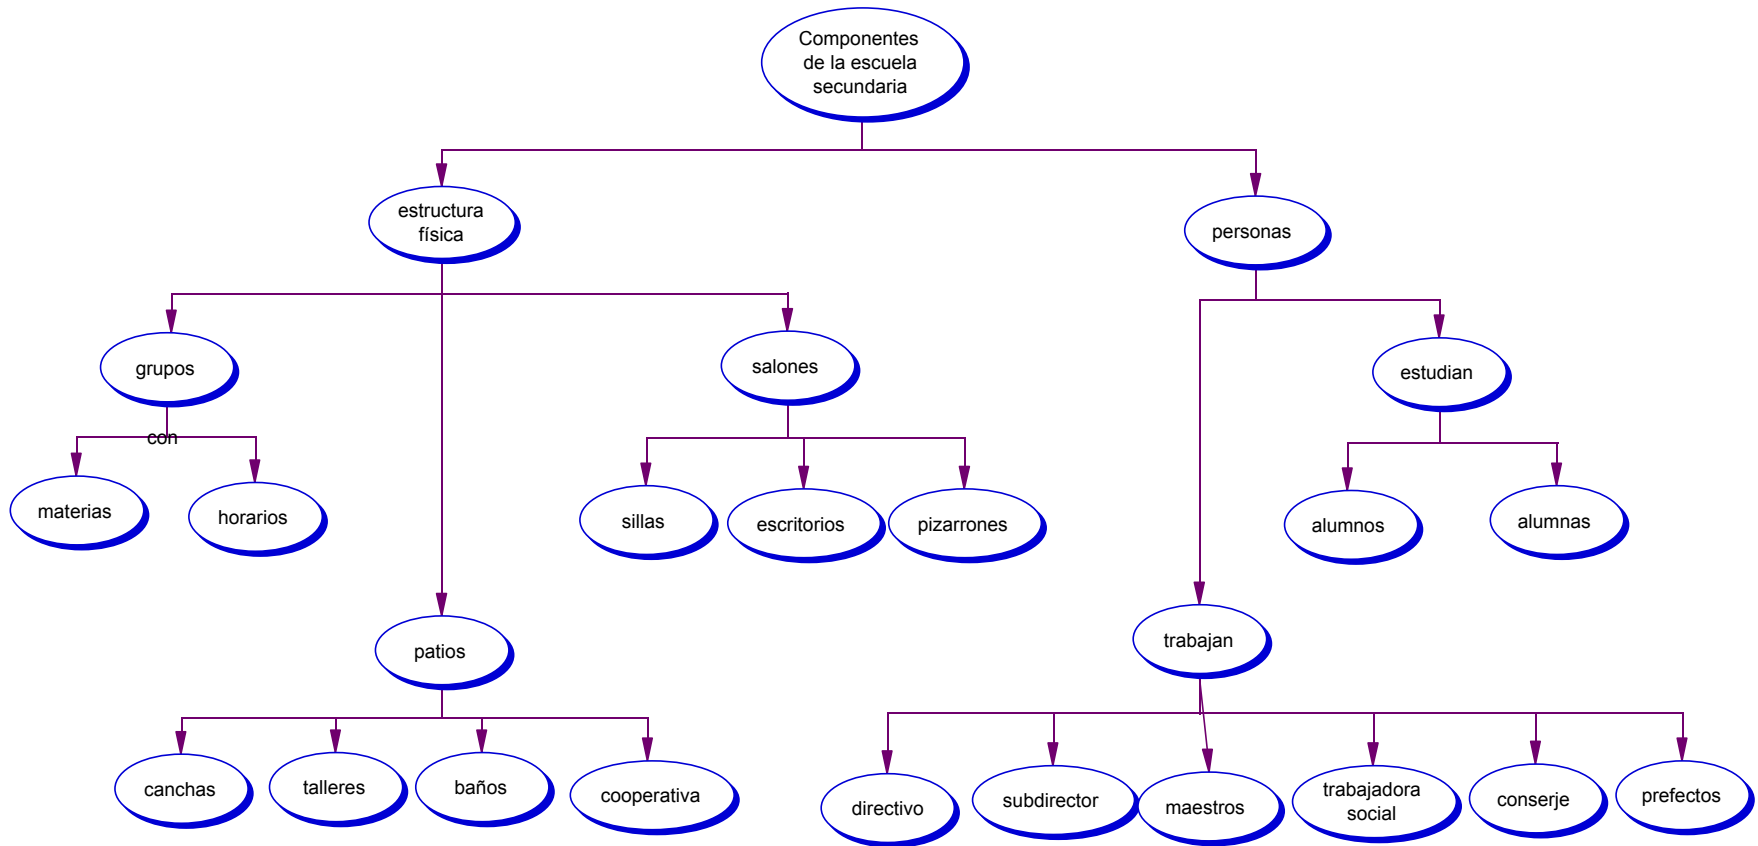 Componentes
de la escuela
secundaria
estructura
física
personas
grupos
salones
estudian
con
materias
horarios
sillas
escritorios
pizarrones
alumnos
alumnas
patios
trabajan
canchas
talleres
baños
cooperativa
directivo
subdirector
maestros
trabajadora
social
conserje
prefectos